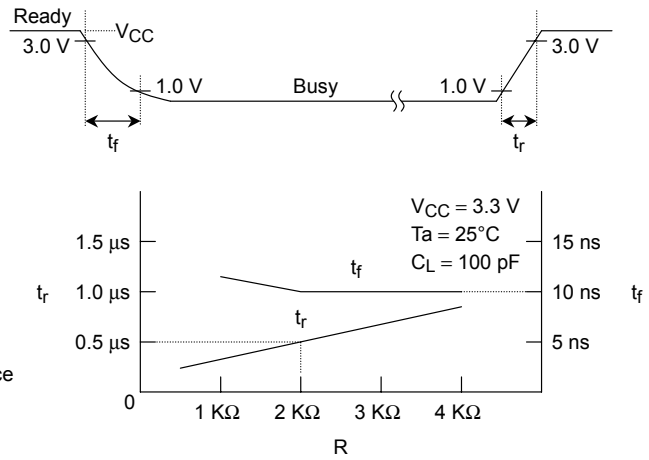 Ready
VCC
3.0 V
3.0 V
1.0 V
Busy
1.0 V
tf
tr
VCC = 3.3 V
Ta = 25°C
CL = 100 pF
1.5 μs
15 ns
tf
tr
1.0 μs
10 ns
tf
tr
0.5 μs
5 ns
ce
0
1 KΩ
2 KΩ
3 KΩ
4 KΩ
R